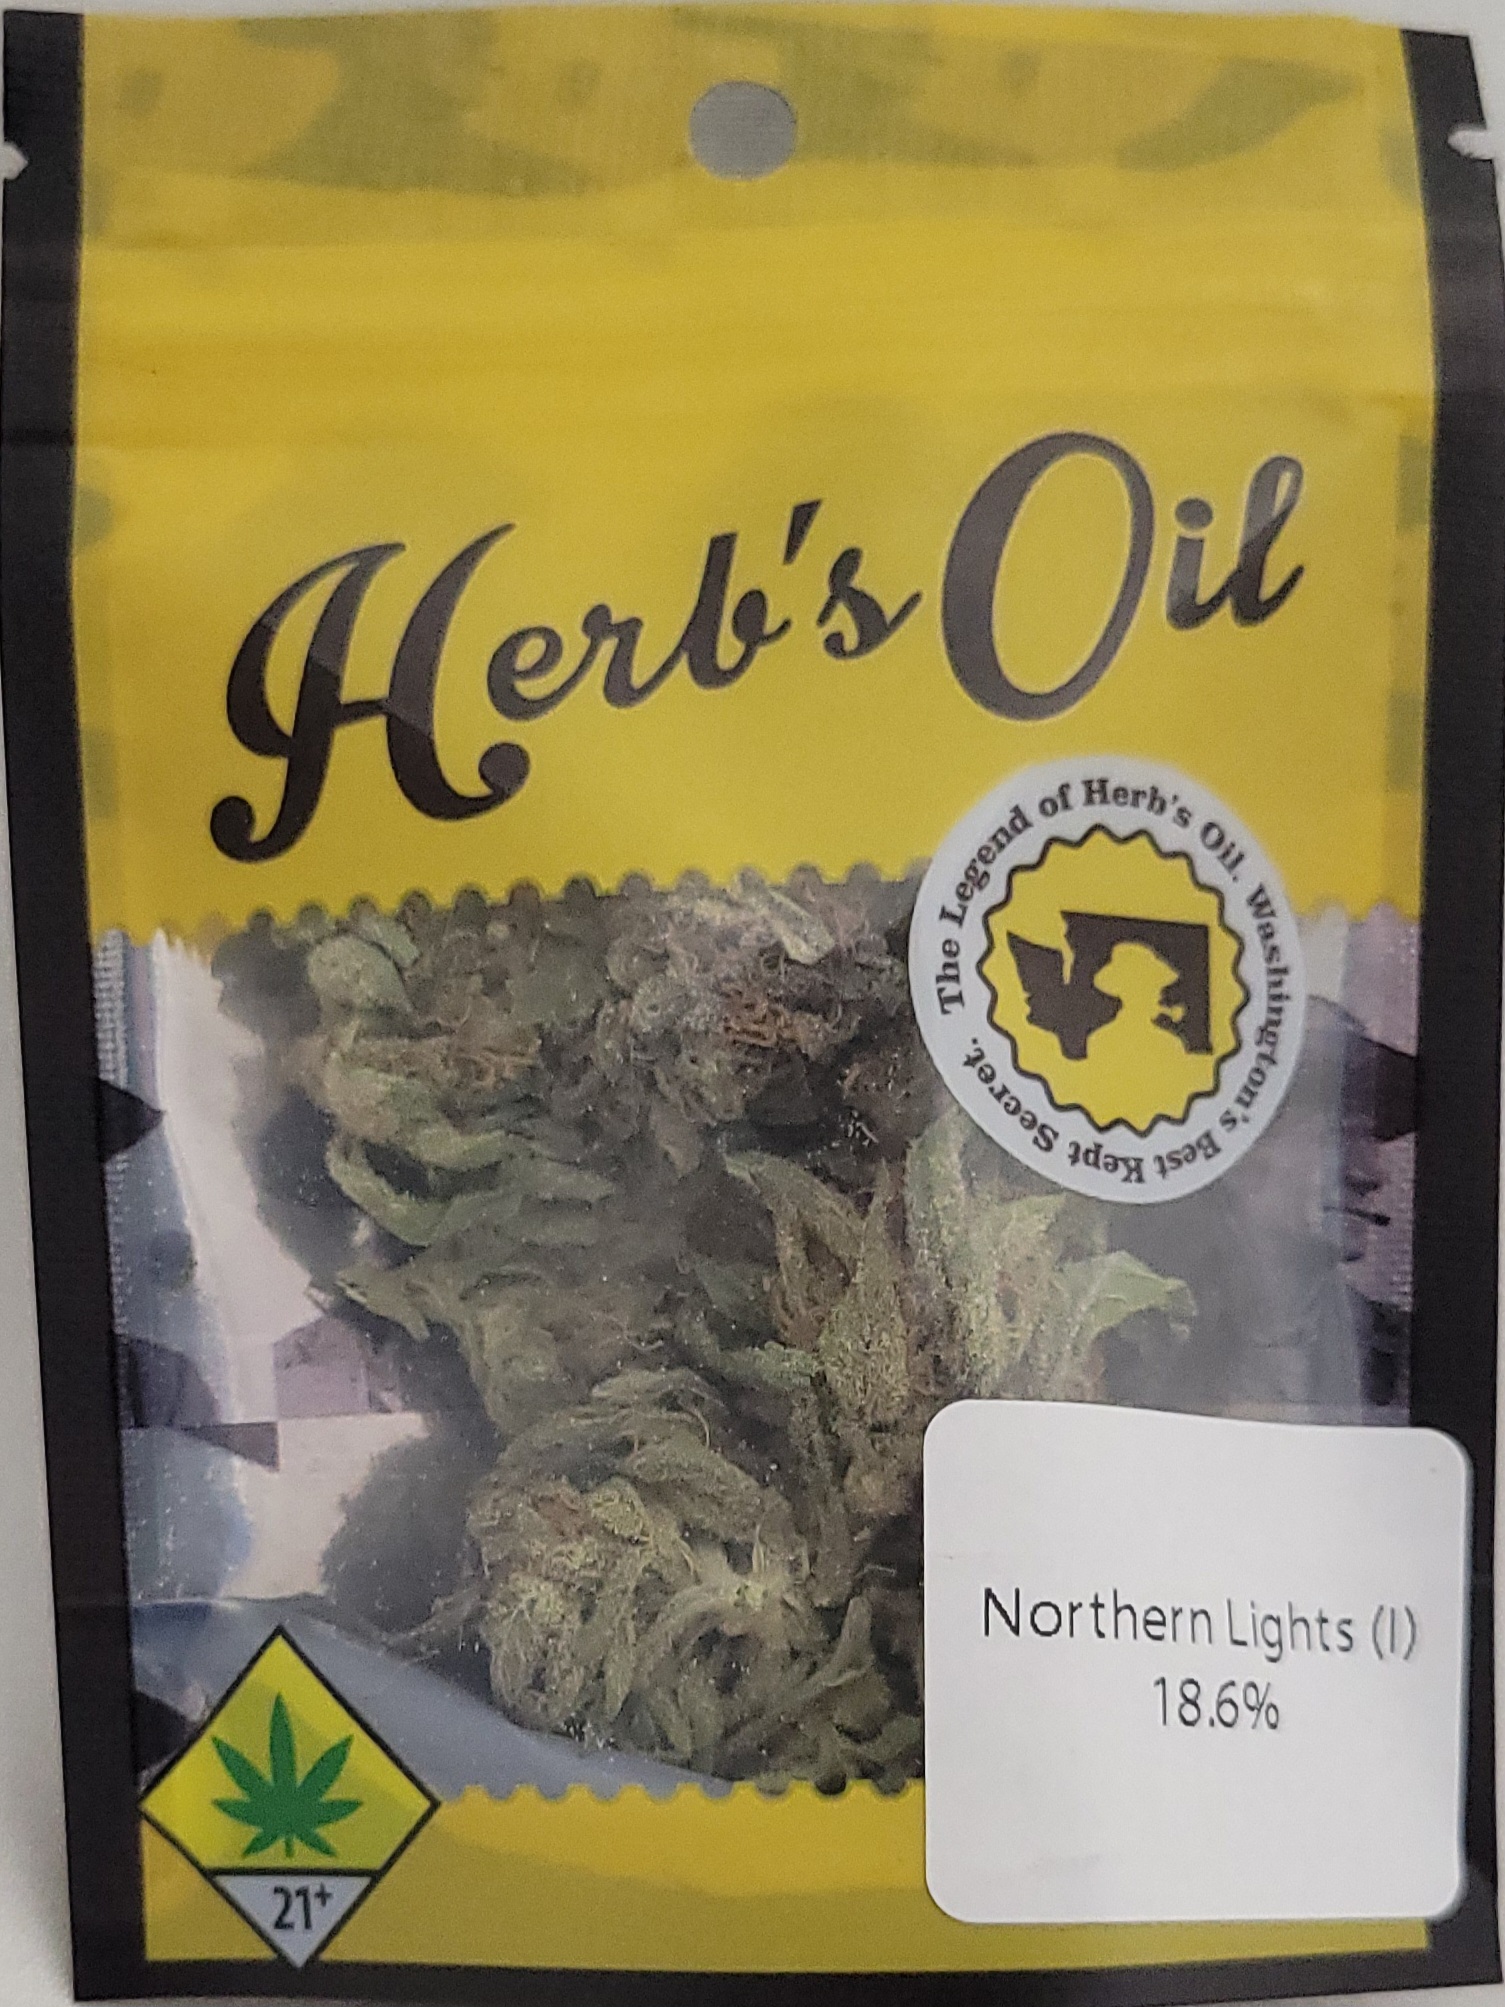 Herb's Oil
The Legend of Herb's Oil. Washington's Best Kept Secret.
Northern Lights (I)
18.6%
21+